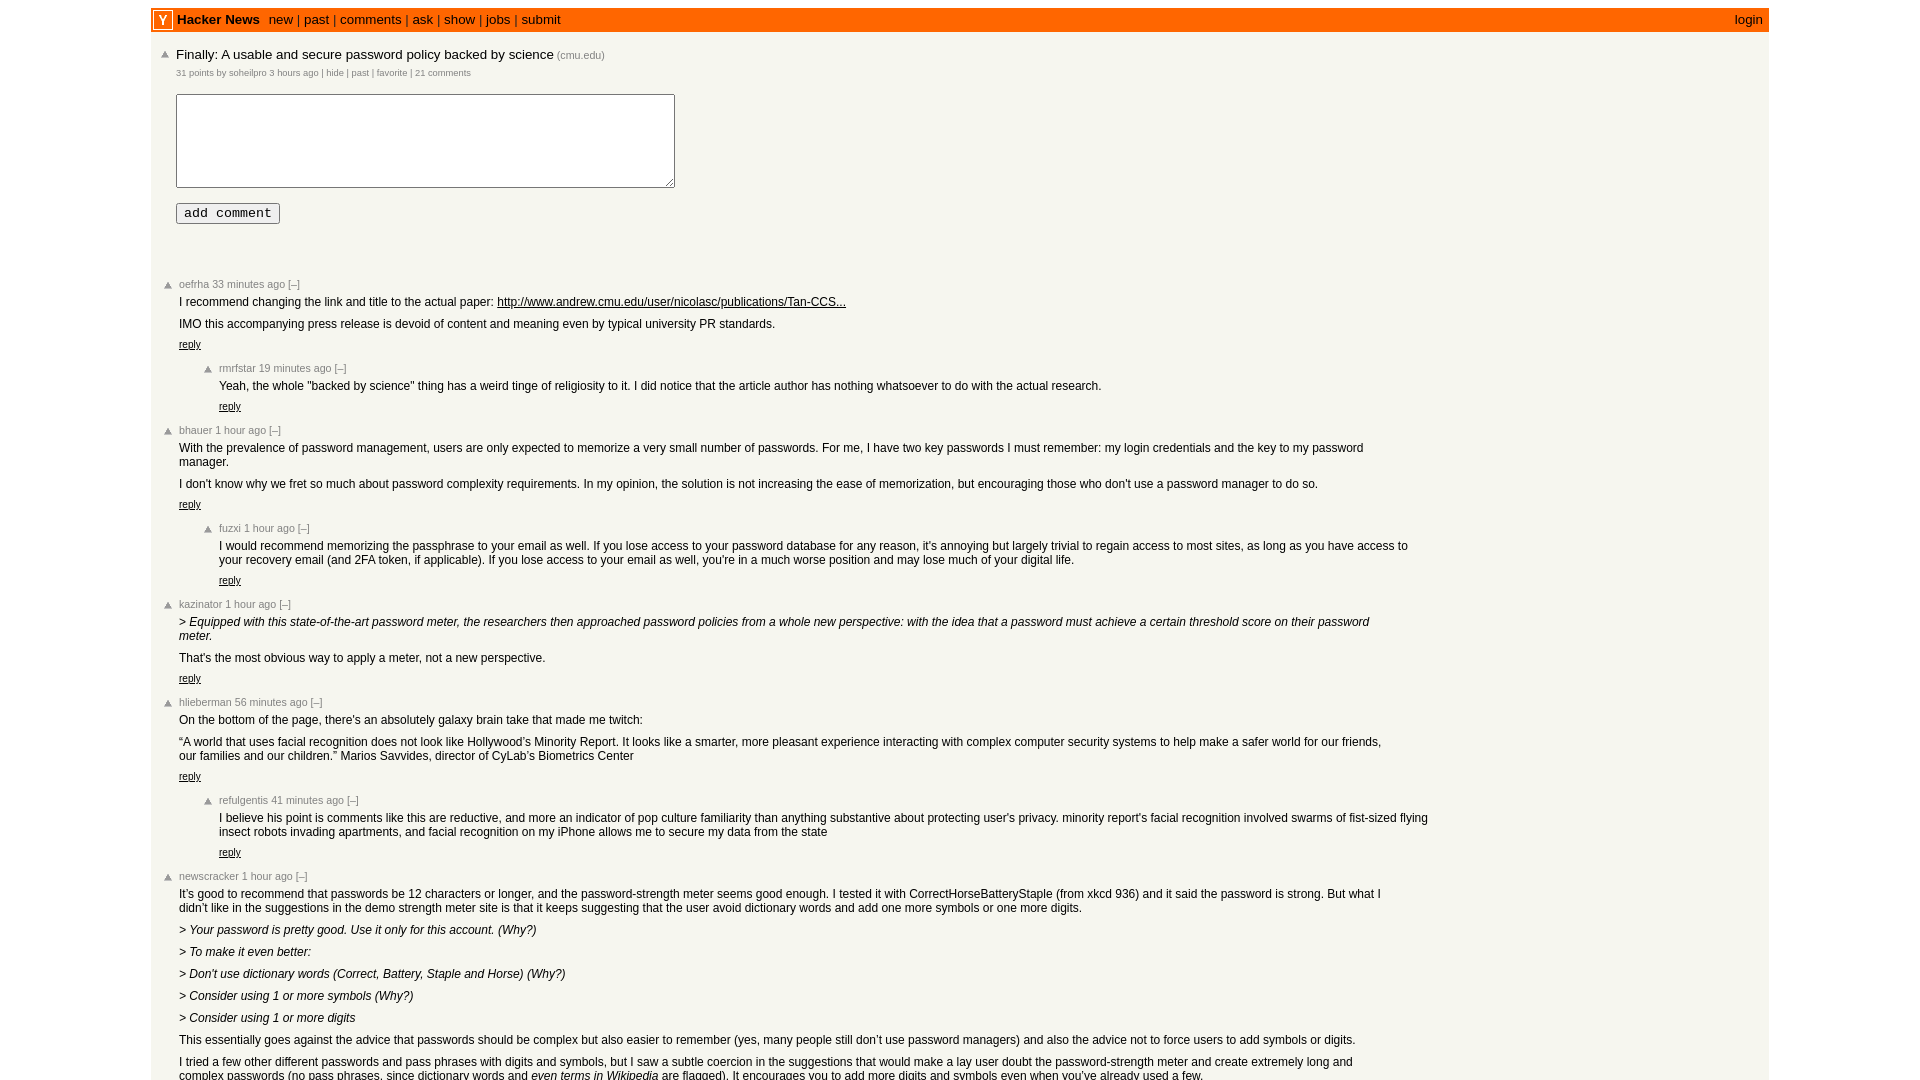 Y Hacker News new | past | comments | ask | show | jobs | submit login
Finally: A usable and secure password policy backed by science (cmu.edu)
31 points by soheilpro 3 hours ago | hide | past | favorite | 21 comments
add comment
oefrha 33 minutes ago [–]
I recommend changing the link and title to the actual paper: http://www.andrew.cmu.edu/user/nicolasc/publications/Tan-CCS...
IMO this accompanying press release is devoid of content and meaning even by typical university PR standards.
reply
rmrfstar 19 minutes ago [–]
Yeah, the whole "backed by science" thing has a weird tinge of religiosity to it. I did notice that the article author has nothing whatsoever to do with the actual research.
reply
bhauer 1 hour ago [–]
With the prevalence of password management, users are only expected to memorize a very small number of passwords. For me, I have two key passwords I must remember: my login credentials and the key to my password
manager.
I don't know why we fret so much about password complexity requirements. In my opinion, the solution is not increasing the ease of memorization, but encouraging those who don't use a password manager to do so.
reply
fuzxi 1 hour ago [–]
I would recommend memorizing the passphrase to your email as well. If you lose access to your password database for any reason, it's annoying but largely trivial to regain access to most sites, as long as you have access to
your recovery email (and 2FA token, if applicable). If you lose access to your email as well, you're in a much worse position and may lose much of your digital life.
reply
kazinator 1 hour ago [–]
> Equipped with this state-of-the-art password meter, the researchers then approached password policies from a whole new perspective: with the idea that a password must achieve a certain threshold score on their password
meter.
That's the most obvious way to apply a meter, not a new perspective.
reply
hlieberman 56 minutes ago [–]
On the bottom of the page, there's an absolutely galaxy brain take that made me twitch:
“A world that uses facial recognition does not look like Hollywood’s Minority Report. It looks like a smarter, more pleasant experience interacting with complex computer security systems to help make a safer world for our friends,
our families and our children.” Marios Savvides, director of CyLab’s Biometrics Center
reply
refulgentis 41 minutes ago [–]
I believe his point is comments like this are reductive, and more an indicator of pop culture familiarity than anything substantive about protecting user's privacy. minority report's facial recognition involved swarms of fist-sized flying
insect robots invading apartments, and facial recognition on my iPhone allows me to secure my data from the state
reply
newscracker 1 hour ago [–]
It’s good to recommend that passwords be 12 characters or longer, and the password-strength meter seems good enough. I tested it with CorrectHorseBatteryStaple (from xkcd 936) and it said the password is strong. But what I
didn’t like in the suggestions in the demo strength meter site is that it keeps suggesting that the user avoid dictionary words and add one more symbols or one more digits.
> Your password is pretty good. Use it only for this account. (Why?)
> To make it even better:
> Don't use dictionary words (Correct, Battery, Staple and Horse) (Why?)
> Consider using 1 or more symbols (Why?)
> Consider using 1 or more digits
This essentially goes against the advice that passwords should be complex but also easier to remember (yes, many people still don’t use password managers) and also the advice not to force users to add symbols or digits.
I tried a few other different passwords and pass phrases with digits and symbols, but I saw a subtle coercion in the suggestions that would make a lay user doubt the password-strength meter and create extremely long and
complex passwords (no pass phrases, since dictionary words and even terms in Wikipedia are flagged). It encourages you to add more digits and symbols even when you’ve already used a few.